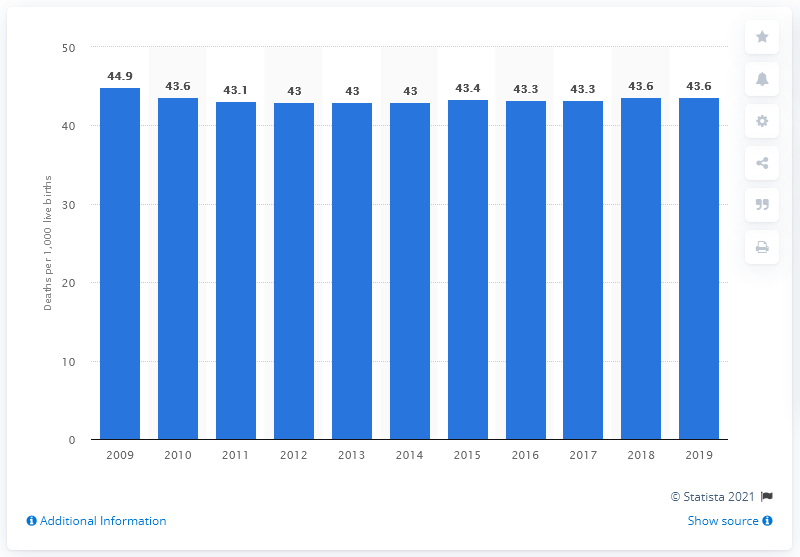 50
44.9 43.6 43.1 43 43 43 43.4 43.3 43.3 43.6 43.6
40
30
20
10
0
Deaths per 1,000 live births
2009 2010 2011 2012 2013 2014 2015 2016 2017 2018 2019
© Statista 2021
Additional Information
Show source